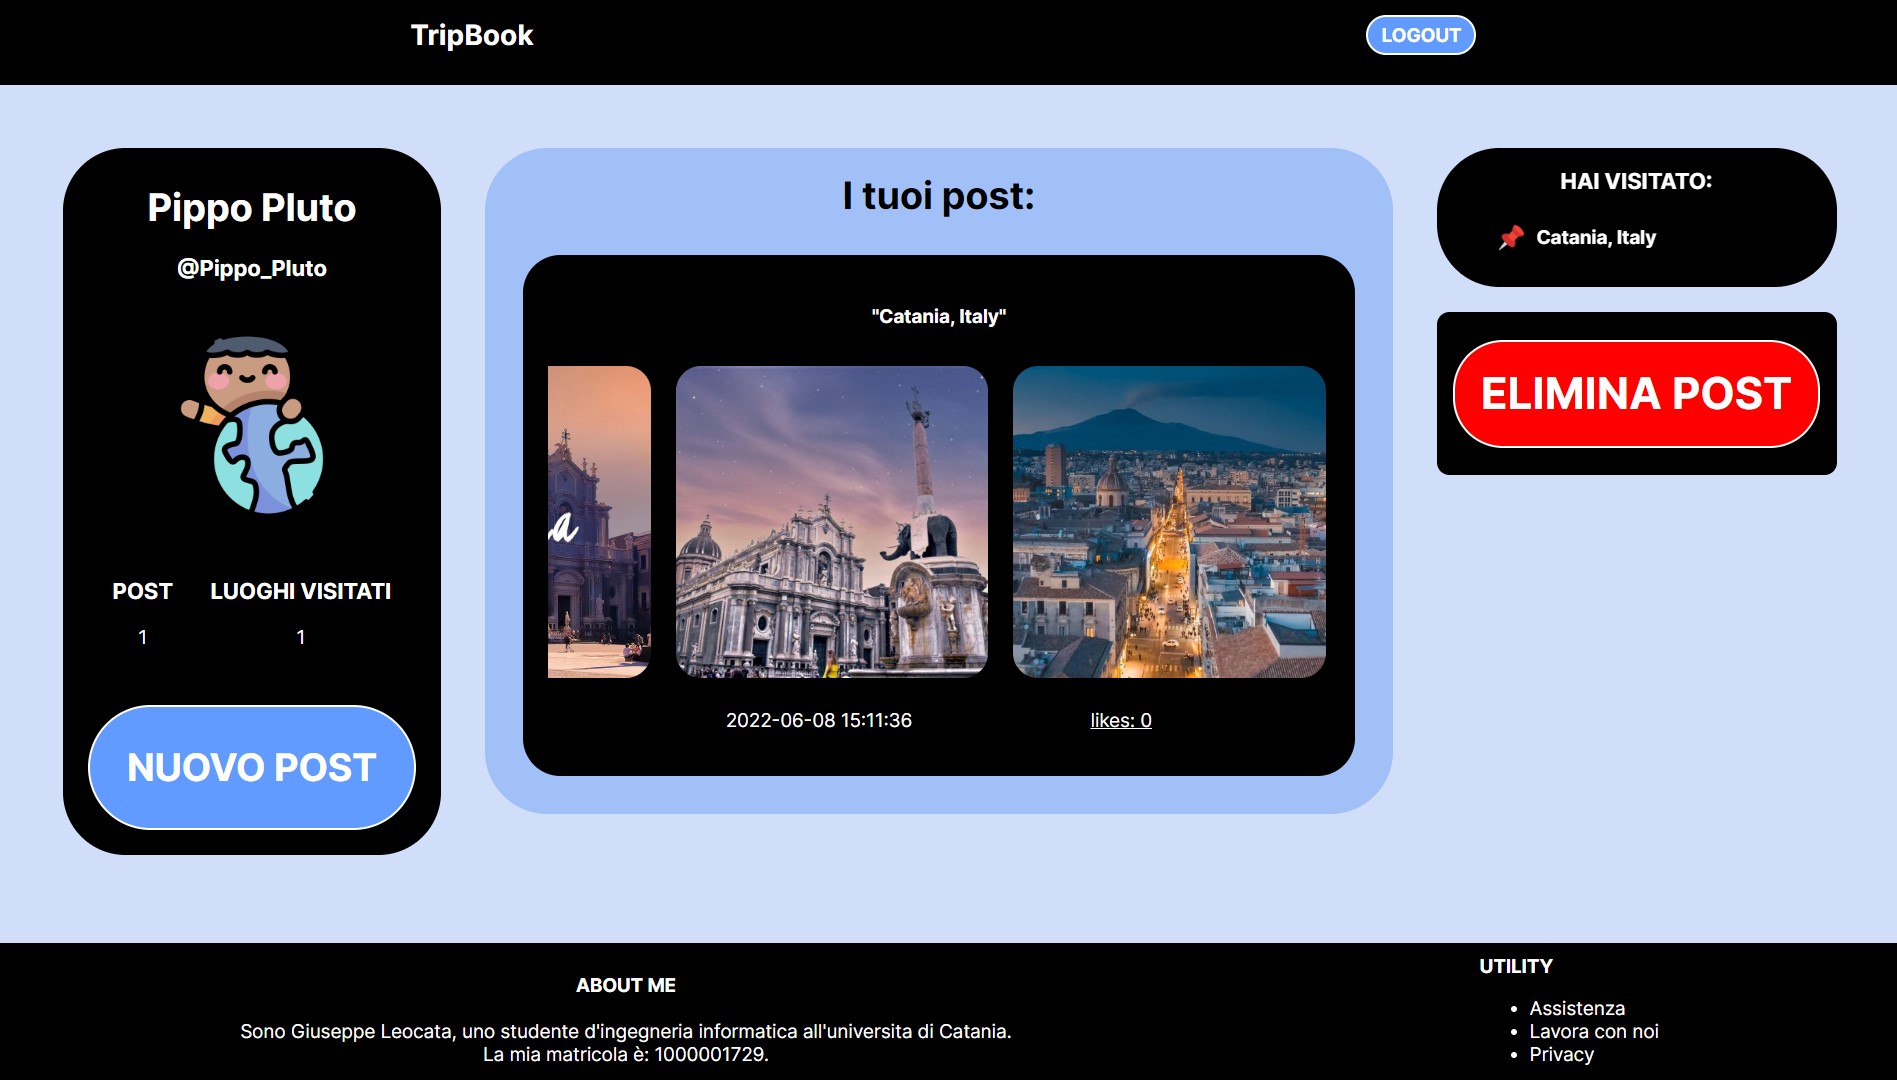 TripBook
LOGOUT
Pippo Pluto
@Pippo_Pluto
POST
LUOGHI VISITATI
1
1
NUOVO POST
I tuoi post:
"Catania, Italy"
a
2022-06-08 15:11:36
likes: 0
HAI VISITATO:
📌 Catania, Italy
ELIMINA POST
ABOUT ME
Sono Giuseppe Leocata, uno studente d'ingegneria informatica all'universita di Catania.
La mia matricola è: 1000001729.
UTILITY
• Assistenza
• Lavora con noi
• Privacy